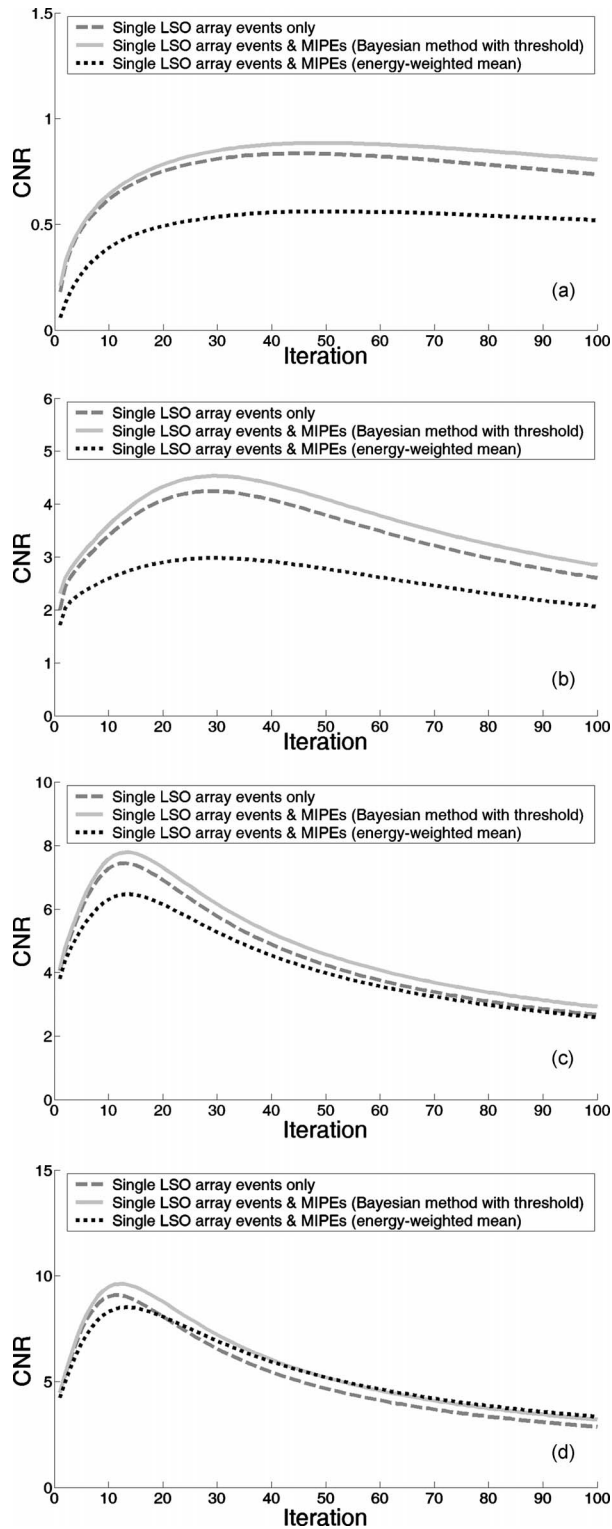 1.5
Single LSO array events only
Single LSO array events & MIPEs (Bayesian method with threshold)
Single LSO array events & MIPEs (energy-weighted mean)
1
CNR
0.5
(a)
0
0 10 20 30 40 50 60 70 80 90 100
Iteration
6
Single LSO array events only
Single LSO array events & MIPEs (Bayesian method with threshold)
Single LSO array events & MIPEs (energy-weighted mean)
5
4
CNR
3
2
1
(b)
0
0 10 20 30 40 50 60 70 80 90 100
Iteration
10
Single LSO array events only
Single LSO array events & MIPEs (Bayesian method with threshold)
Single LSO array events & MIPEs (energy-weighted mean)
8
6
CNR
4
2
(c)
0
0 10 20 30 40 50 60 70 80 90 100
Iteration
15
Single LSO array events only
Single LSO array events & MIPEs (Bayesian method with threshold)
Single LSO array events & MIPEs (energy-weighted mean)
10
CNR
5
(d)
0
0 10 20 30 40 50 60 70 80 90 100
Iteration